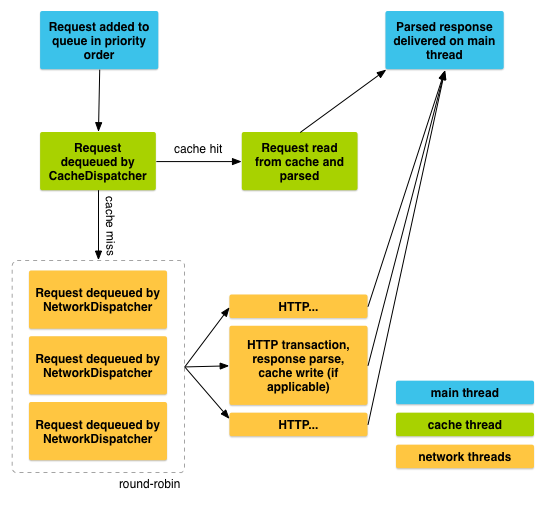 Request added to
queue in priority
order
Parsed response
delivered on main
thread
Request
dequeued by
CacheDispatcher
cache hit
Request read
from cache and
parsed
cache miss
Request dequeued by
NetworkDispatcher
Request dequeued by
NetworkDispatcher
Request dequeued by
NetworkDispatcher
round-robin
HTTP...
HTTP transaction,
response parse,
cache write (if
applicable)
HTTP...
main thread
cache thread
network threads